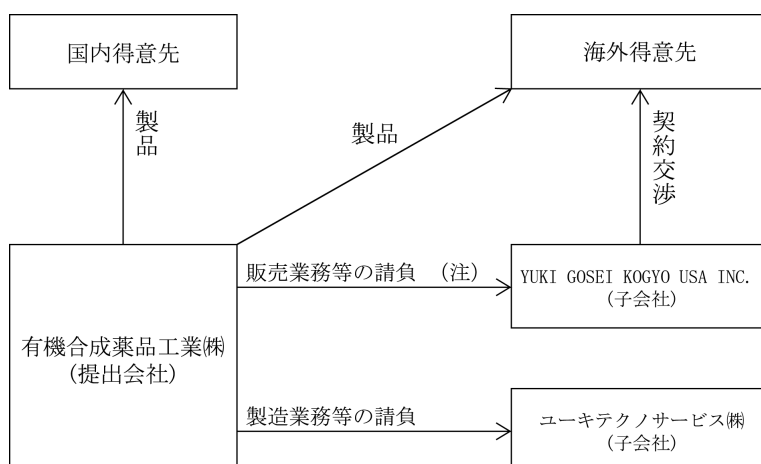 国内得意先
海外得意先
製品
製品
契約交渉
販売業務等の請負 (注)
YUKI GOSEI KOGYO USA INC.
(子会社)
有機合成薬品工業㈱
(提出会社)
製造業務等の請負
ユーキテクノサービス㈱
(子会社)